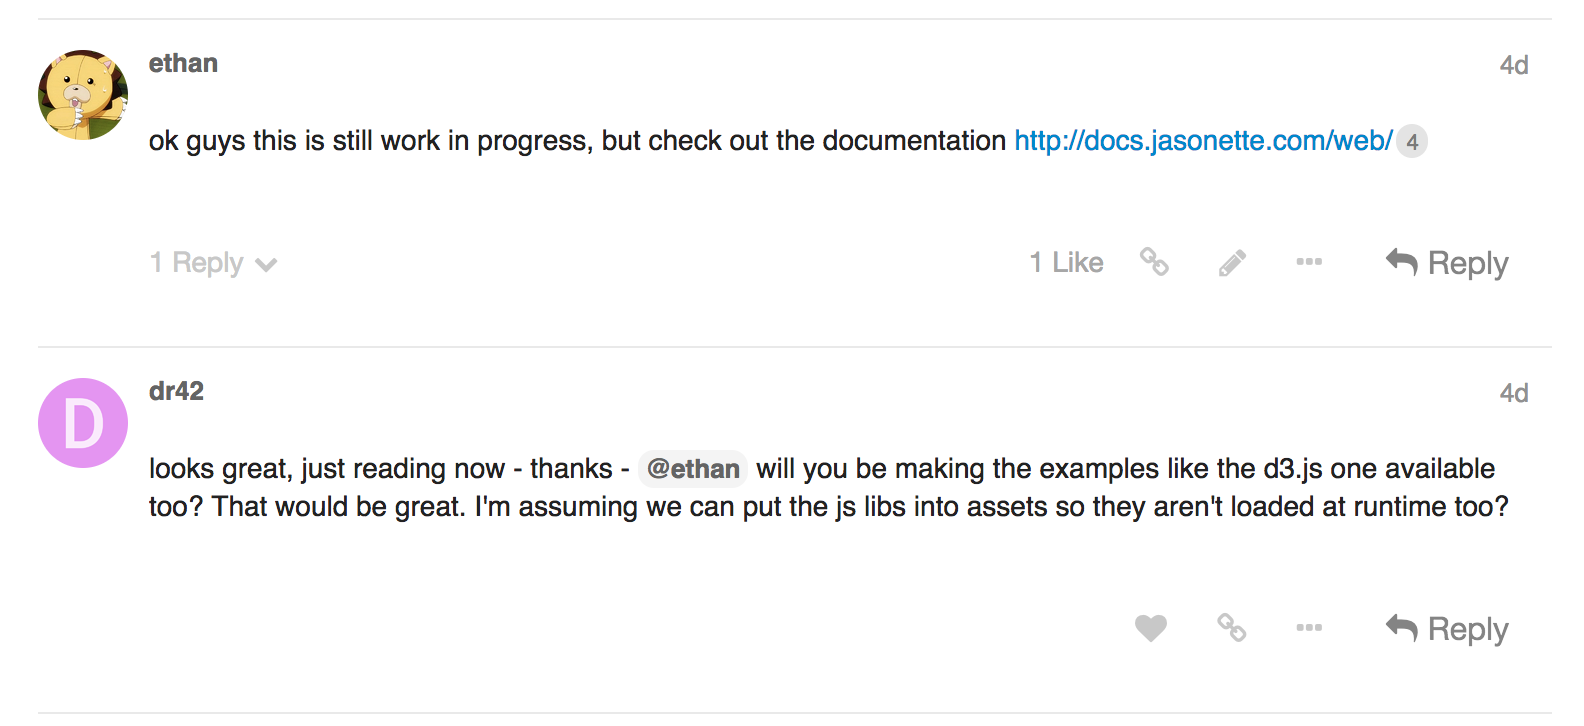 ethan
4d
ok guys this is still work in progress, but check out the documentation http://docs.jasonette.com/web/ 4
1 Reply
1 Like
Reply
D
dr42
4d
looks great, just reading now - thanks - @ethan will you be making the examples like the d3.js one available
too? That would be great. I'm assuming we can put the js libs into assets so they aren't loaded at runtime too?
Reply